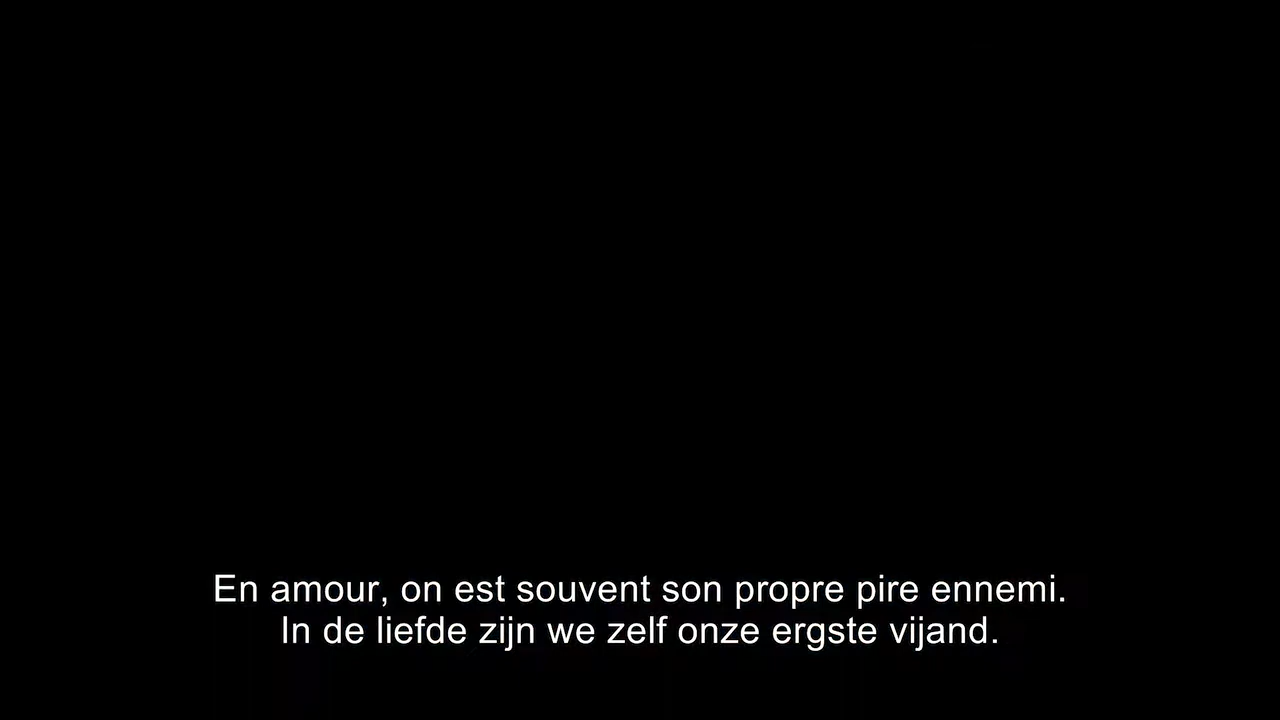 En amour, on est souvent son propre pire ennemi.
In de liefde zijn we zelf onze ergste vijand.